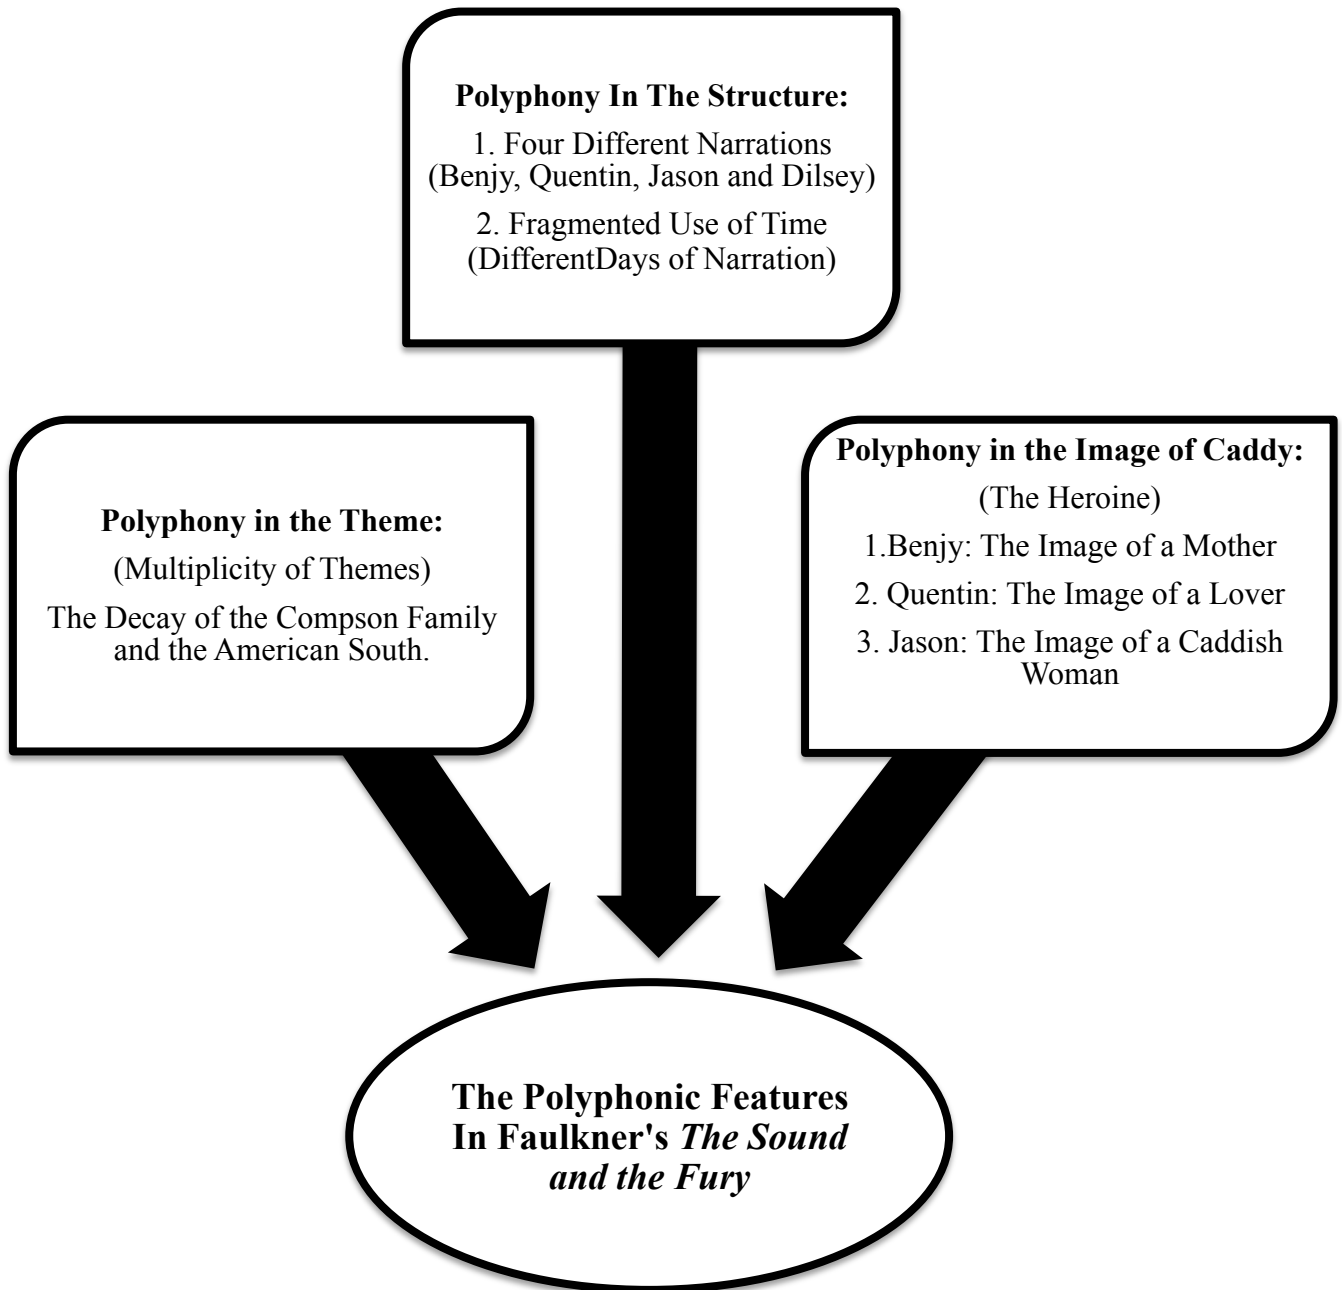 Polyphony In The Structure:
1. Four Different Narrations
(Benjy, Quentin, Jason and Dilsey)
2. Fragmented Use of Time
(DifferentDays of Narration)
Polyphony in the Theme:
(Multiplicity of Themes)
The Decay of the Compson Family
and the American South.
Polyphony in the Image of Caddy:
(The Heroine)
1.Benjy: The Image of a Mother
2. Quentin: The Image of a Lover
3. Jason: The Image of a Caddish
Woman
The Polyphonic Features
In Faulkner's The Sound
and the Fury